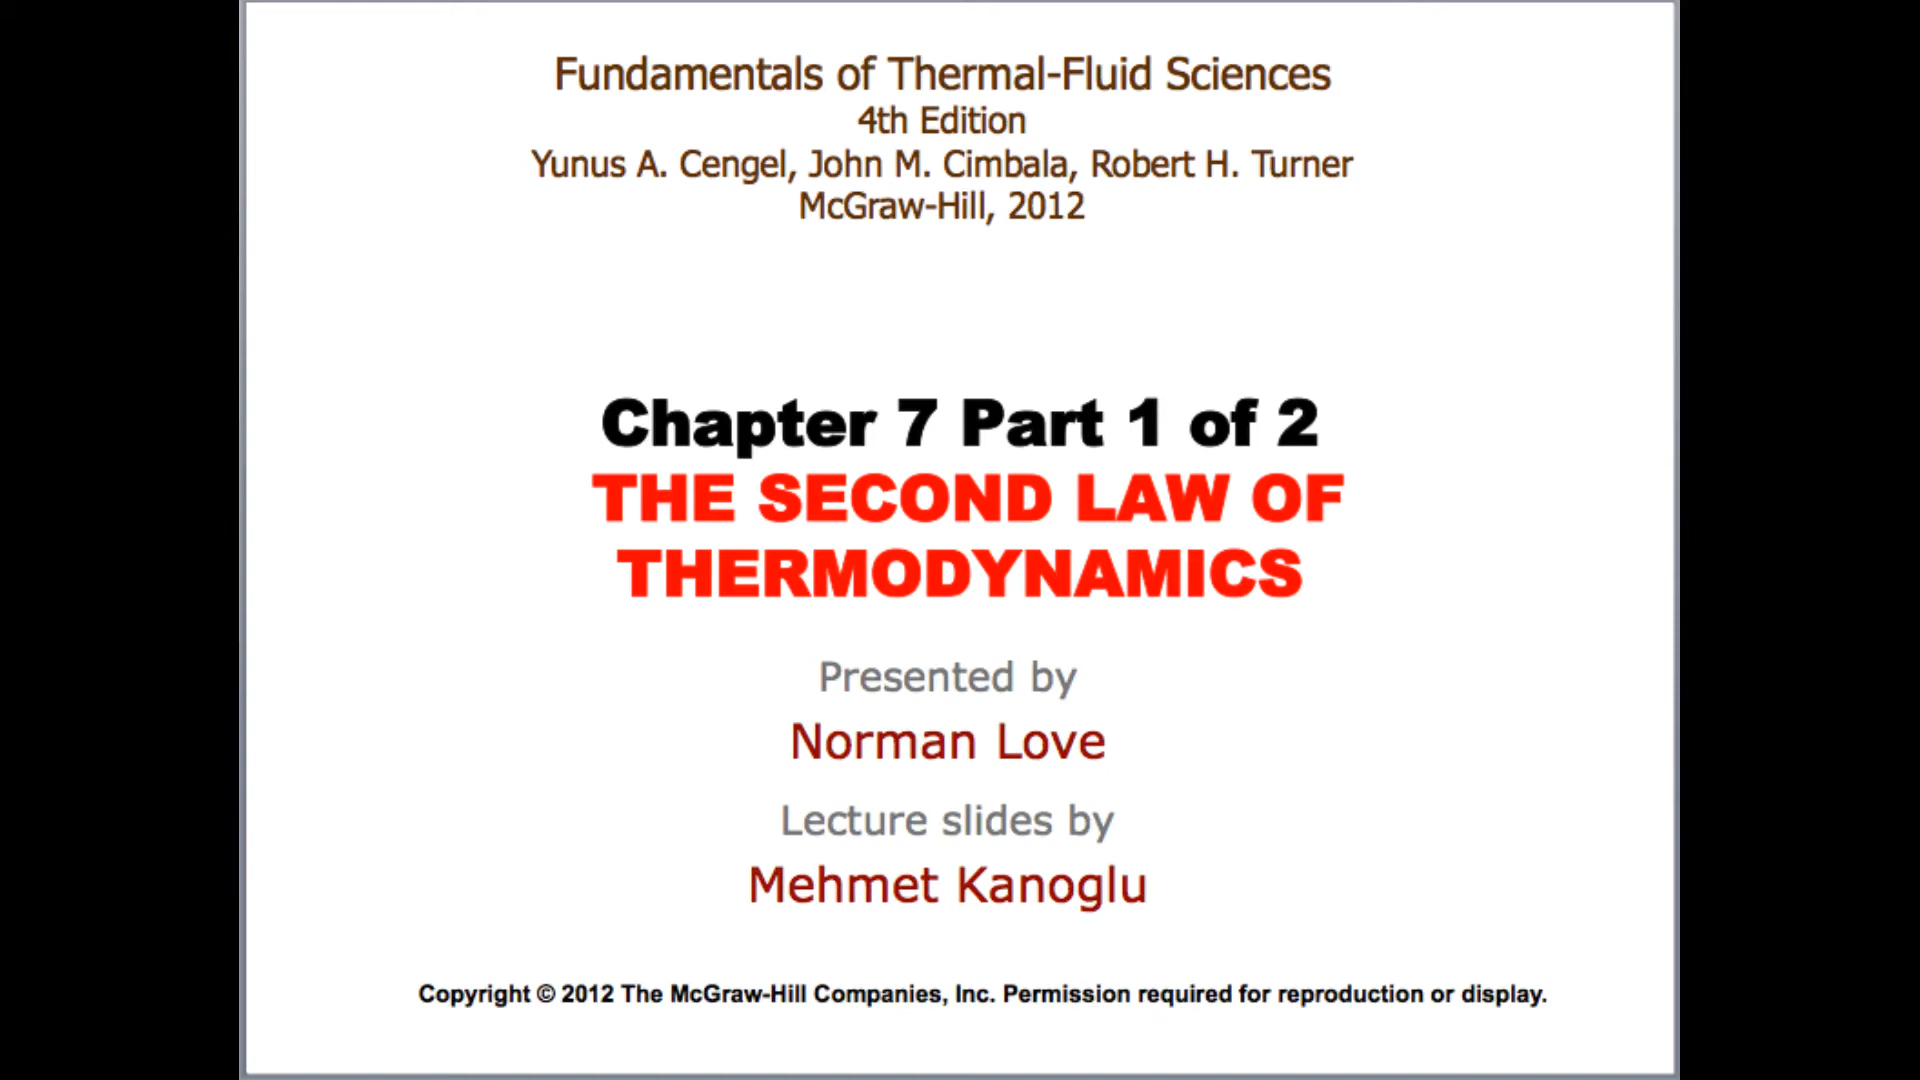 Fundamentals of Thermal-Fluid Sciences
4th Edition
Yunus A. Cengel, John M. Cimbala, Robert H. Turner
McGraw-Hill, 2012
Chapter 7 Part 1 of 2
THE SECOND LAW OF
THERMODYNAMICS
Presented by
Norman Love
Lecture slides by
Mehmet Kanoglu
Copyright © 2012 The McGraw-Hill Companies, Inc. Permission required for reproduction or display.